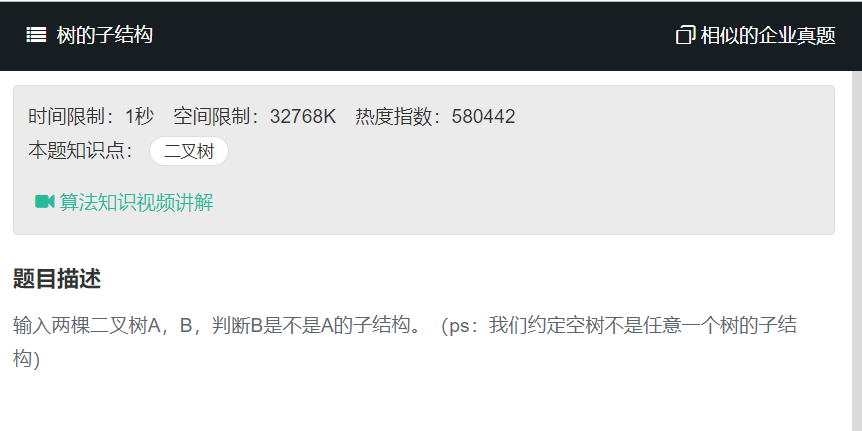 树的子结构 相似的企业真题
时间限制：1秒 空间限制：32768K 热度指数：580442
本题知识点： 二叉树
算法知识视频讲解
题目描述
输入两棵二叉树A，B，判断B是不是A的子结构。（ps：我们约定空树不是任意一个树的子结
构）